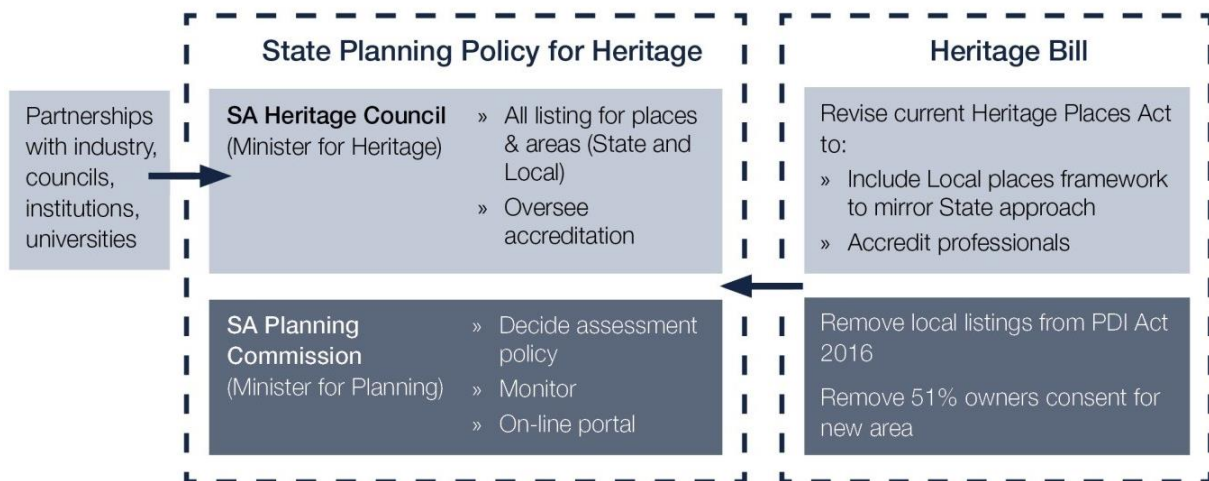 State Planning Policy for Heritage
Heritage Bill
Partnerships
with industry,
councils,
institutions,
universities
SA Heritage Council
(Minister for Heritage)
» All listing for places
& areas (State and
Local)
» Oversee
accreditation
Revise current Heritage Places Act
to:
» Include Local places framework
to mirror State approach
» Accredit professionals
SA Planning
Commission
(Minister for Planning)
» Decide assessment
policy
» Monitor
» On-line portal
Remove local listings from PDI Act
2016
Remove 51% owners consent for
new area